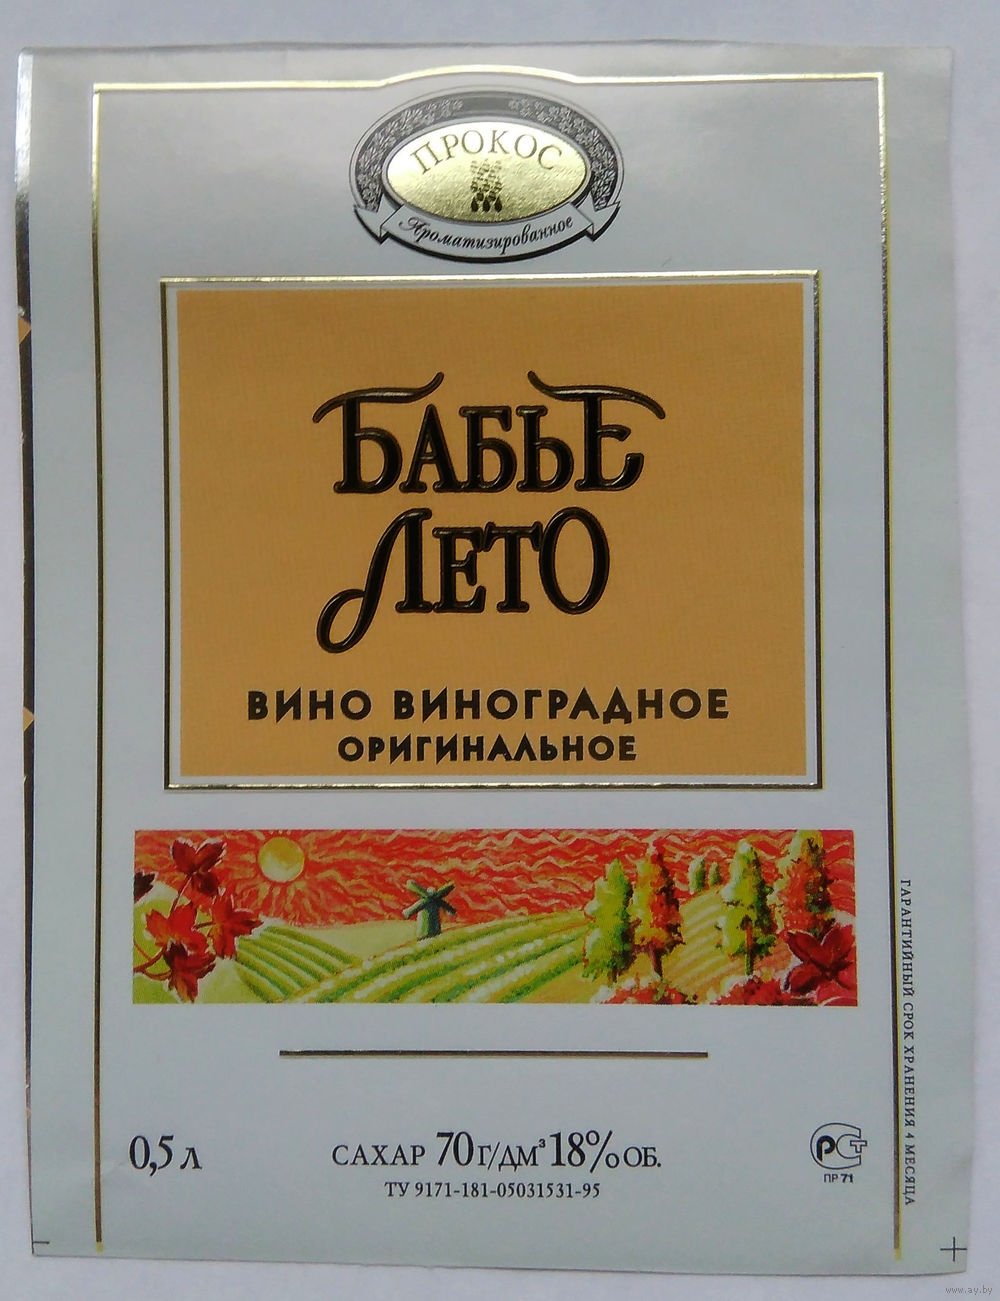 ПРОКОС
Ароматизированное
БАБЬЕ
ЛЕТО
ВИНО ВИНОГРАДНОЕ
ОРИГИНАЛЬНОЕ
ГАРАНТИЙНЫЙ СРОК ХРАНЕНИЯ 4 МЕСЯЦА
0,5 л
САХАР 70 Г/ДМ³ 18% ОБ.
ТУ 9171-181-05031531-95
РСТ
ПР 71
www.ay.by